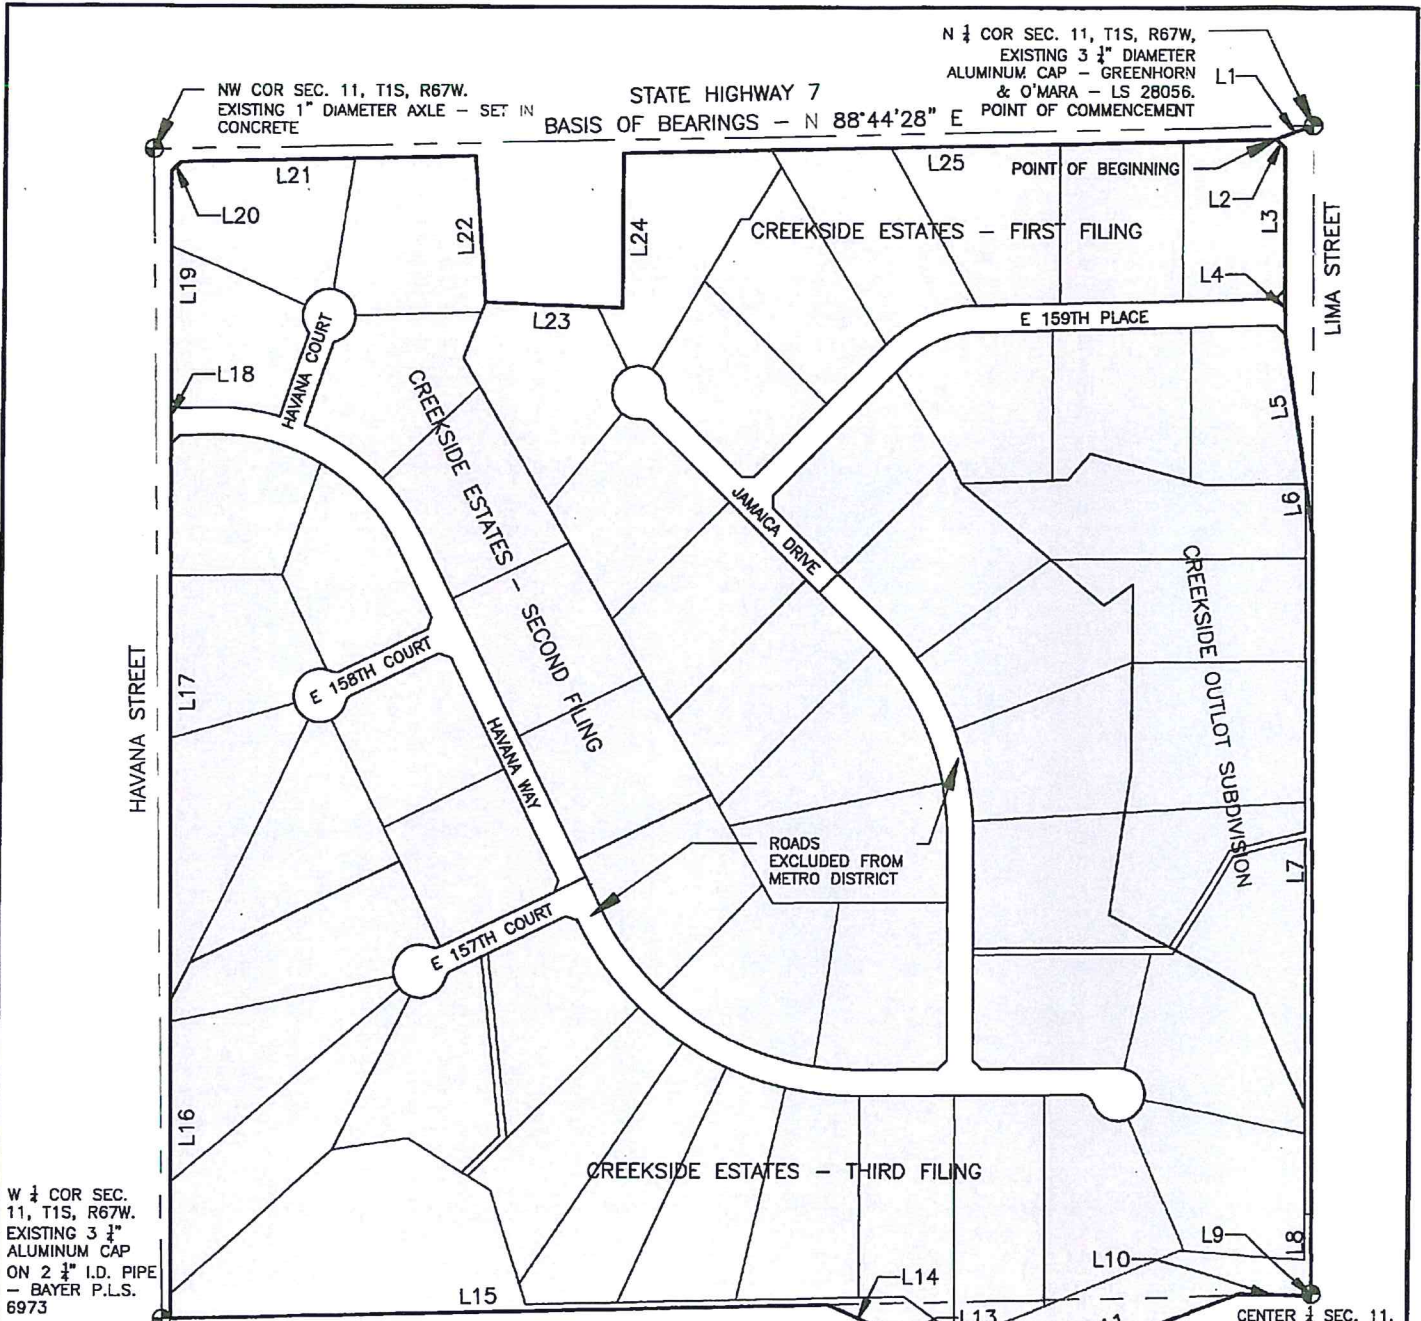 N 1/4 COR SEC. 11, T1S, R67W,
EXISTING 3 1/4" DIAMETER
ALUMINUM CAP – GREENHORN
& O'MARA – LS 28056.
POINT OF COMMENCEMENT
L1
NW COR SEC. 11, T1S, R67W.
EXISTING 1" DIAMETER AXLE – SET IN
CONCRETE
STATE HIGHWAY 7
BASIS OF BEARINGS – N 88°44'28" E
L21
L25
POINT OF BEGINNING
L20
L2
L22
L24
L3
CREEKSIDE ESTATES – FIRST FILING
LIMA STREET
L19
L4
L23
E 159TH PLACE
HAVANA COURT
L18
L5
CREEKSIDE ESTATES – SECOND FILING
JAMAICA DRIVE
L6
CREEKSIDE OUTLOT SUBDIVISION
E 158TH COURT
L17
HAVANA STREET
HAVANA WAY
ROADS
EXCLUDED FROM
METRO DISTRICT
L7
E 157TH COURT
L16
CREEKSIDE ESTATES – THIRD FILING
W 1/4 COR SEC.
11, T1S, R67W.
EXISTING 3 1/4"
ALUMINUM CAP
ON 2 1/4" I.D. PIPE
– BAYER P.L.S.
6973
L8
L9
L10
L14
L15
L13
CENTER 1/4 SEC. 11,